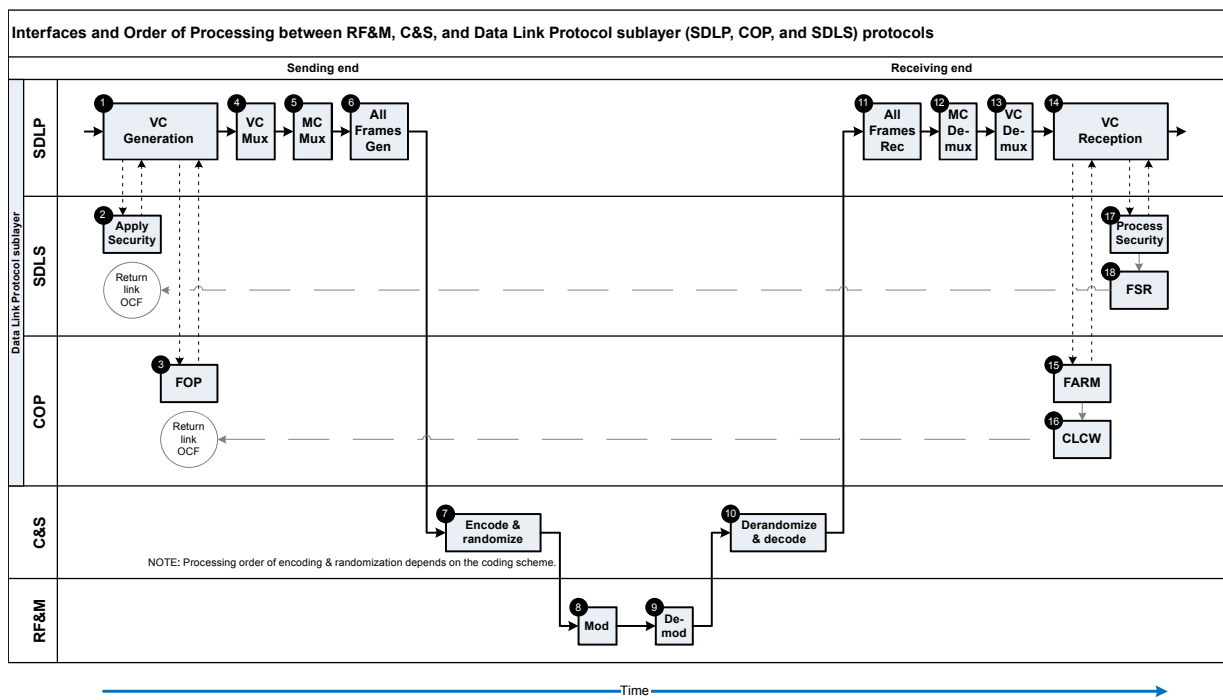 Interfaces and Order of Processing between RF&M, C&S, and Data Link Protocol sublayer (SDLP, COP, and SDLS) protocols
Sending end
Receiving end
Data Link Protocol sublayer
SDLP
1
VC
Generation
4
VC
Mux
5
MC
Mux
6
All
Frames
Gen
11
All
Frames
Rec
12
MC
De-
mux
13
VC
De-
mux
14
VC
Reception
SDLS
2
Apply
Security
Return
link
OCF
17
Process
Security
18
FSR
COP
3
FOP
Return
link
OCF
15
FARM
16
CLCW
C&S
7
Encode &
randomize
10
Derandomize
& decode
NOTE: Processing order of encoding & randomization depends on the coding scheme.
RF&M
8
Mod
9
De-
mod
Time